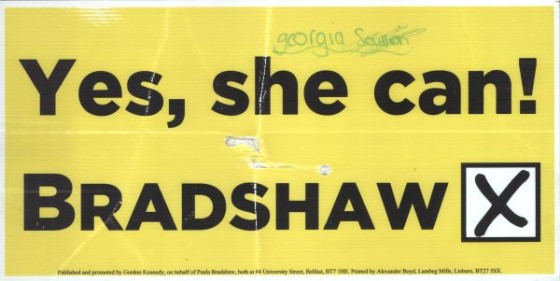 georgia
Yes, she can!
BRADSHAW X
Published and promoted by Gordon Kennedy, on behalf of Paula Bradshaw, both at #4 University Street, Belfast, BT7 1HE. Printed by Alexander Boyd, Lambeg Mills, Lisburn, BT27 5SX.